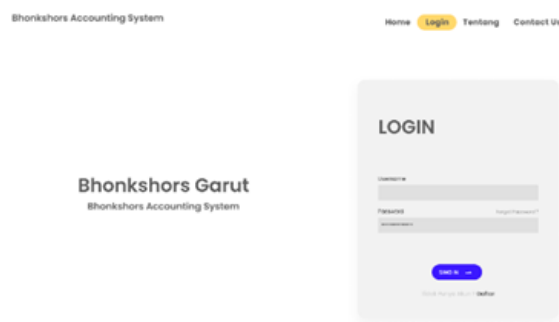 Bhonkshors Accounting System
Home Login Tentang Contact Us
LOGIN
Username
Bhonkshors Garut
Bhonkshors Accounting System
Password Forgot Password?
SIGN IN
Daftar